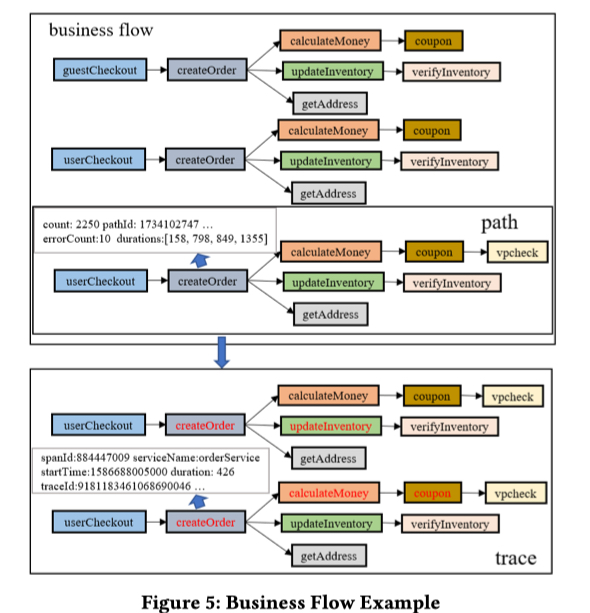 business flow
calculateMoney coupon
guestCheckout createOrder updateInventory verifyInventory
getAddress
calculateMoney coupon
userCheckout createOrder updateInventory verifyInventory
getAddress
count: 2250 pathId: 1734102747 ...
errorCount:10 durations:[158, 798, 849, 1355]
path
calculateMoney coupon vpcheck
userCheckout createOrder updateInventory verifyInventory
getAddress
calculateMoney coupon vpcheck
userCheckout createOrder updateInventory verifyInventory
getAddress
spanId:884447009 serviceName:orderService
startTime:1586688005000 duration: 426
traceId:9181183461068690046 ...
calculateMoney coupon vpcheck
userCheckout createOrder updateInventory verifyInventory
getAddress
trace
Figure 5: Business Flow Example